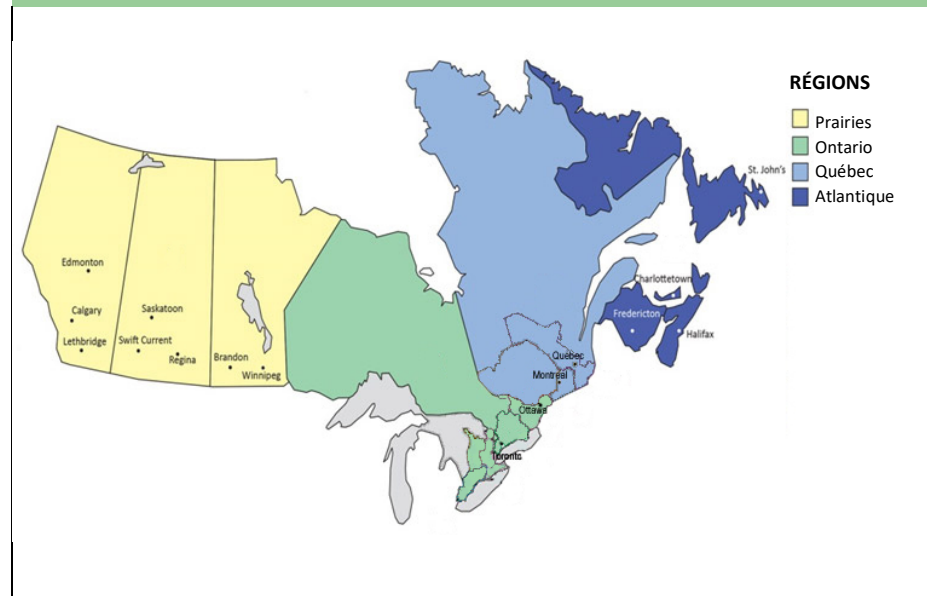 RÉGIONS
Prairies
Ontario
Québec
Atlantique
St. John's
Edmonton
Calgary
Lethbridge
Saskatoon
Swift Current
Regina
Brandon
Winnipeg
Charlottetown
Fredericton
Halifax
Québec
Montréal
Ottawa
Toronto